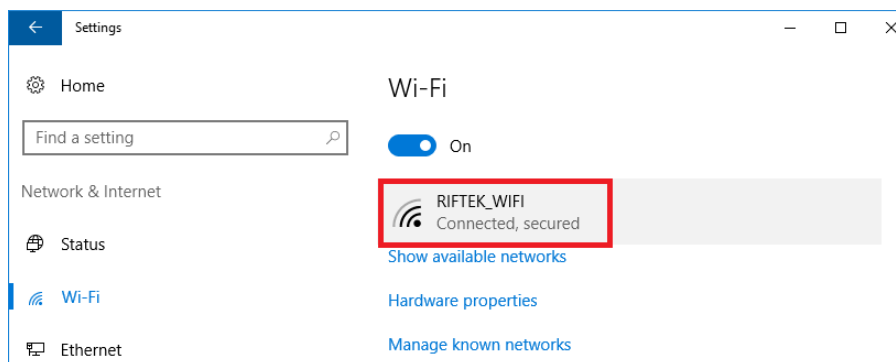 Settings
Home
Wi-Fi
Find a setting
On
Network & Internet
RIFTEK_WIFI
Connected, secured
Status
Show available networks
Wi-Fi
Hardware properties
Ethernet
Manage known networks